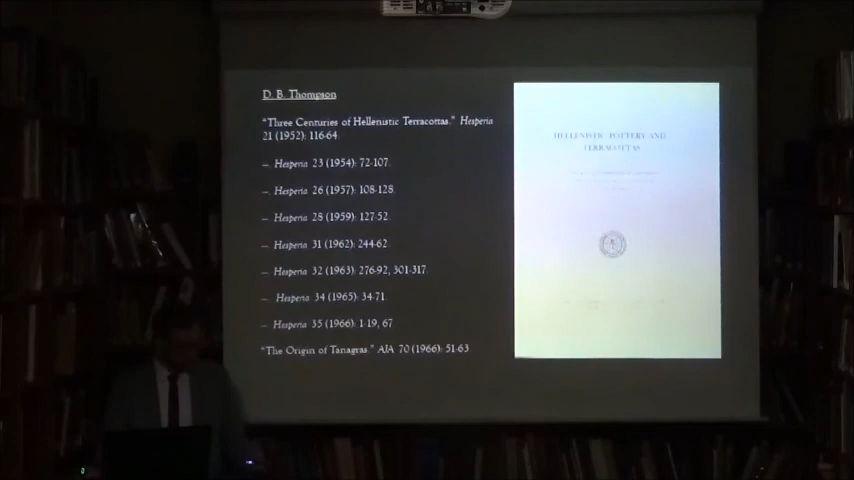 D. B. Thompson
"Three Centuries of Hellenistic Terracottas." Hesperia
21 (1952): 116-64.
– Hesperia 23 (1954): 72-107.
– Hesperia 26 (1957): 108-128.
– Hesperia 28 (1959): 127-52.
– Hesperia 31 (1962): 244-62.
– Hesperia 32 (1963): 276-92, 301-317.
– Hesperia 34 (1965): 34-71.
– Hesperia 35 (1966): 1-19, 67.
"The Origin of Tanagras." AJA 70 (1966): 51-63
HELLENISTIC POTTERY AND
TERRACOTTAS